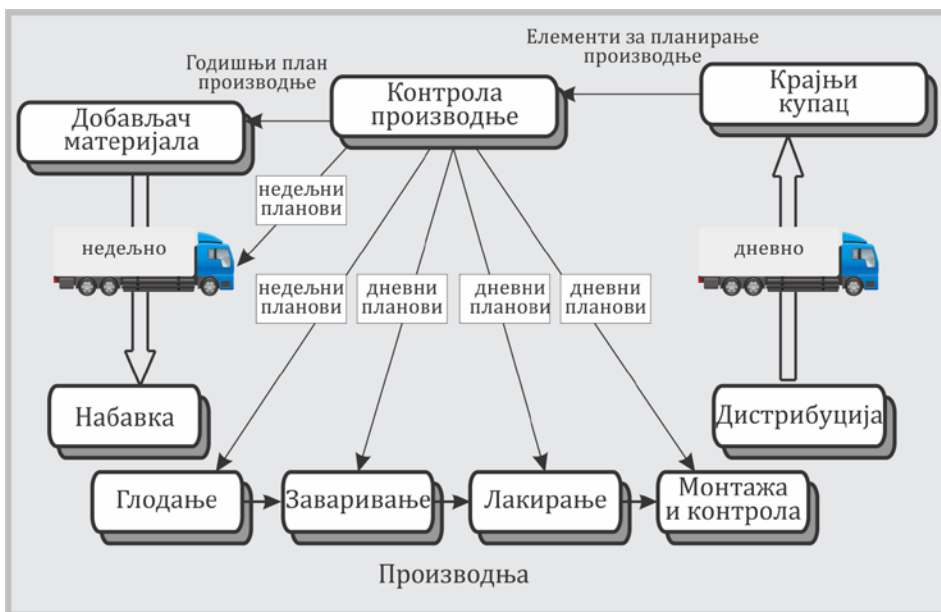 Елементи за планирање
производње
Годишњи план
производње
Контрола
производње
Крајњи
купац
Добављач
материјала
недељни
планови
недељно
дневно
недељни
планови
дневни
планови
дневни
планови
дневни
планови
Набавка
Дистрибуција
Глодање
Заваривање
Лакирање
Монтажа
и контрола
Производња